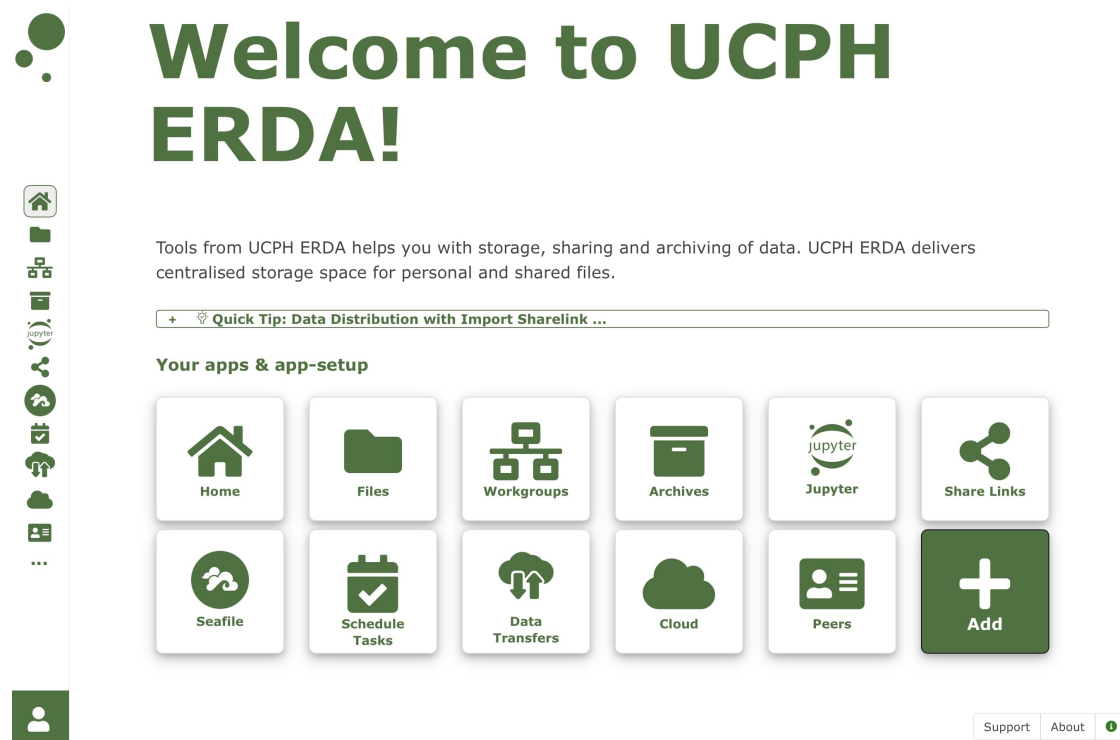 Welcome to UCPH
ERDA!
Tools from UCPH ERDA helps you with storage, sharing and archiving of data. UCPH ERDA delivers
centralised storage space for personal and shared files.
+ Quick Tip: Data Distribution with Import Sharelink ...
Your apps & app-setup
Home
Files
Workgroups
Archives
jupyter
Jupyter
Share Links
Seafile
Schedule
Tasks
Data
Transfers
Cloud
Peers
Add
jupyter
...
Support
About